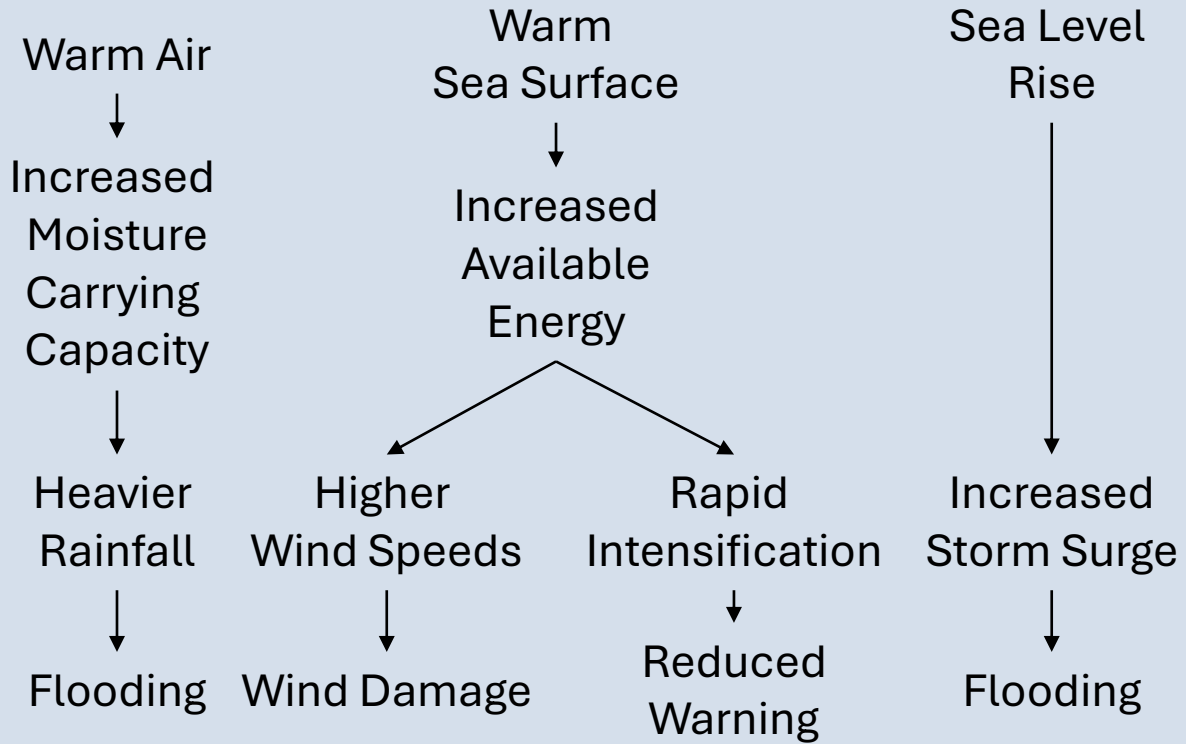 Warm Air
Increased
Moisture
Carrying
Capacity
Heavier
Rainfall
Flooding
Warm
Sea Surface
Increased
Available
Energy
Higher
Wind Speeds
Wind Damage
Rapid
Intensification
Reduced
Warning
Sea Level
Rise
Increased
Storm Surge
Flooding